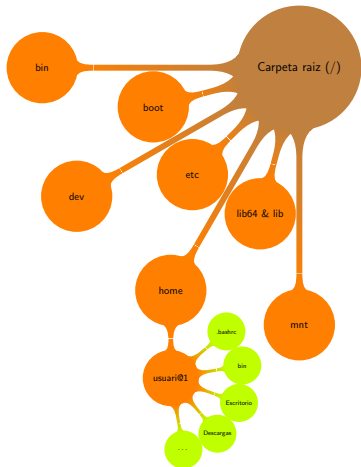 Carpeta raiz (/)
bin
boot
etc
dev
lib64 & lib
home
mnt
.bashrc
bin
usuari@1
Escritorio
Descargas
...